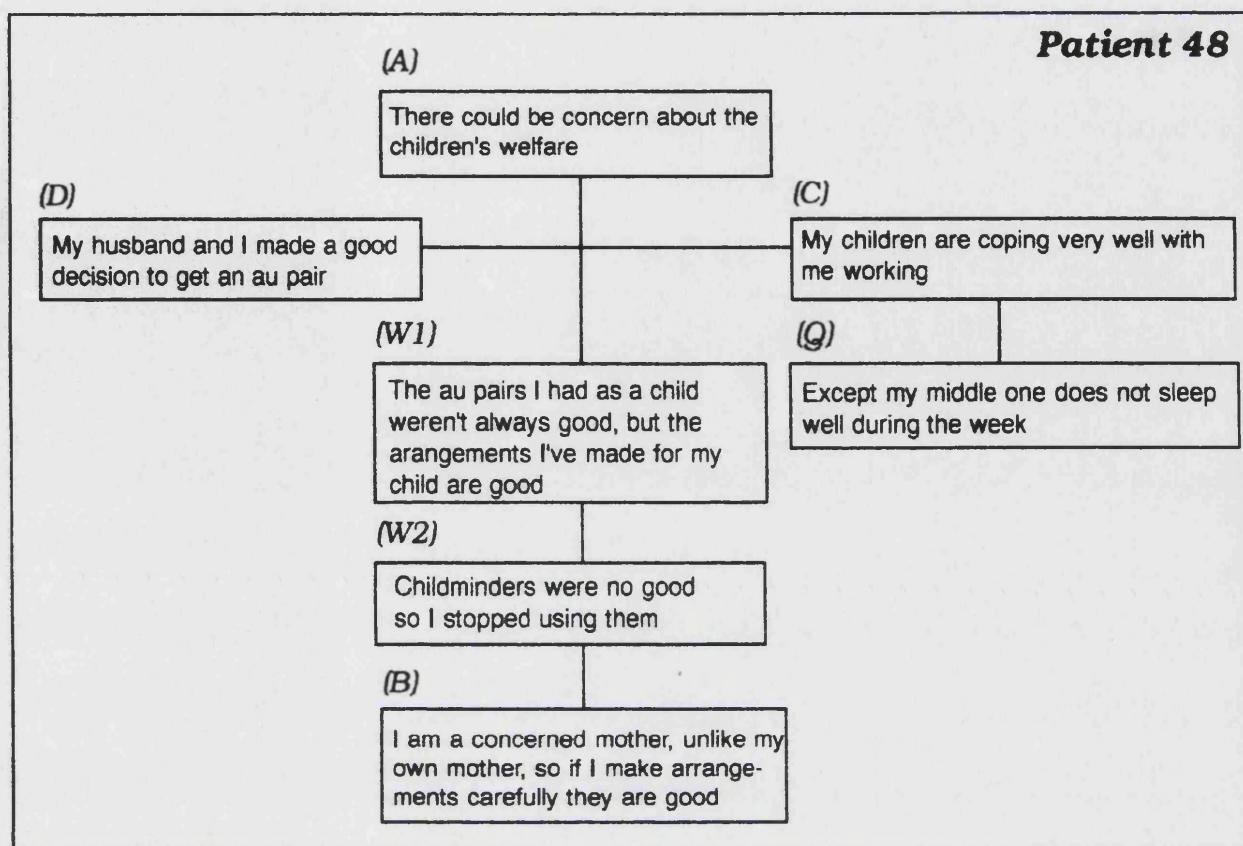 Patient 48
(A)
There could be concern about the
children's welfare
(D)
My husband and I made a good
decision to get an au pair
(C)
My children are coping very well with
me working
(W1)
The au pairs I had as a child
weren't always good, but the
arangements I've made for my
child are good
(Q)
Except my middle one does not sleep
well during the week
(W2)
Childminders were no good
so I stopped using them
(B)
I am a concerned mother, unlike my
own mother, so if I make arrange-
ments carefully they are good